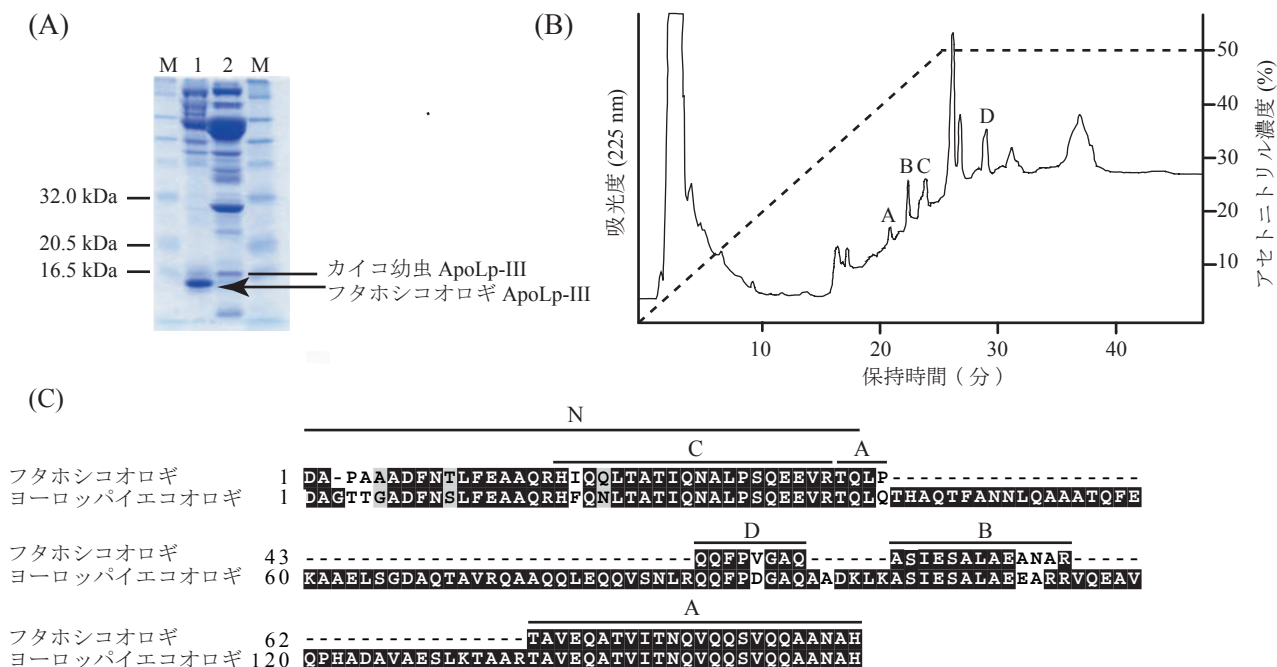 (A)
M 1 2 M
32.0 kDa
20.5 kDa
16.5 kDa
カイコ幼虫 ApoLp-III
フタホシコオロギ ApoLp-III
(B)
吸光度 (225 nm)
A
B C
D
50
40
30
20
10
アセトニトリル濃度 (%)
10 20 30 40
保持時間（分）
(C)
N
C A
フタホシコオロギ 1 DA-PAAADFNTLFEAAQRHIQQLTATIQNALPSQEEVRTQLP------------------
ヨーロッパイエコオロギ 1 DAGTTGADFNSLFEAAQRHFQNLTATIQNALPSQEEVRTQLQTHAQTFANNLQAAATQFE
D B
フタホシコオロギ 43 ----------------------------QQFPVGAQ------ASIESALAEANAR-----
ヨーロッパイエコオロギ 60 KAAELSGDAQTAVRQAAQQLEQQVSNLRQQFPDGAQAADKLKASIESALAEEARRVQEAV
A
フタホシコオロギ 62 ----------------TAVEQATVITNQVQQSVQQAANAH
ヨーロッパイエコオロギ 120 QPHADAVAESLKTAARTAVEQATVITNQVQQSVQQAANAH